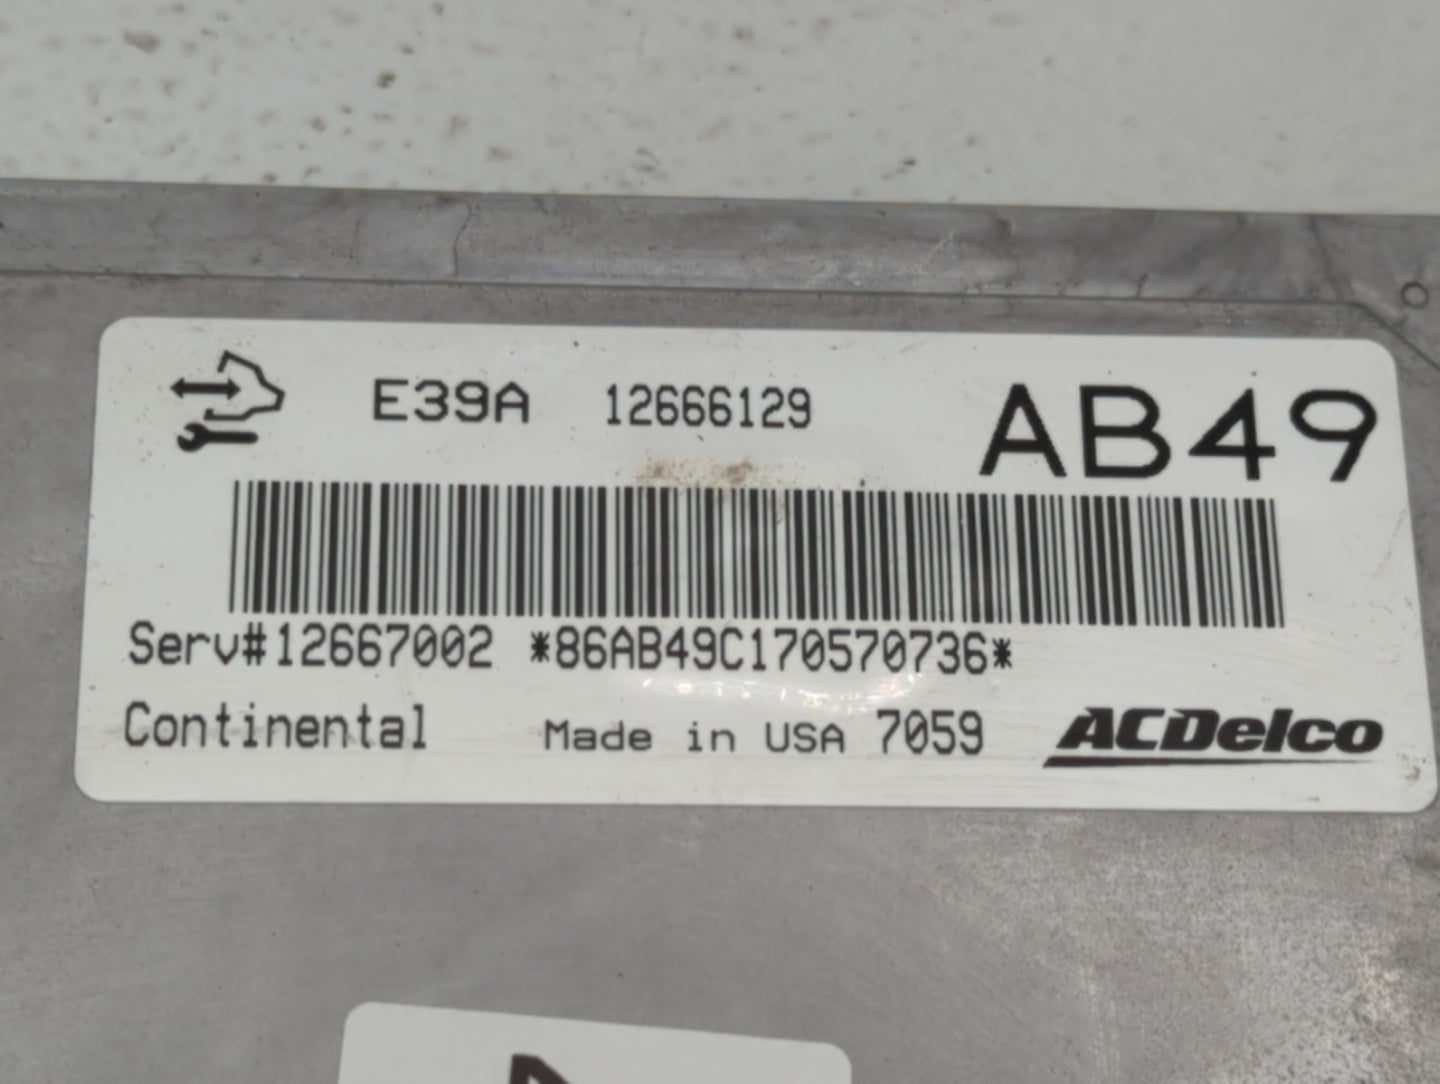 E39A 12666129 AB49
Serv#12667002 *86AB49C170570736*
Continental Made in USA 7059 ACDelco